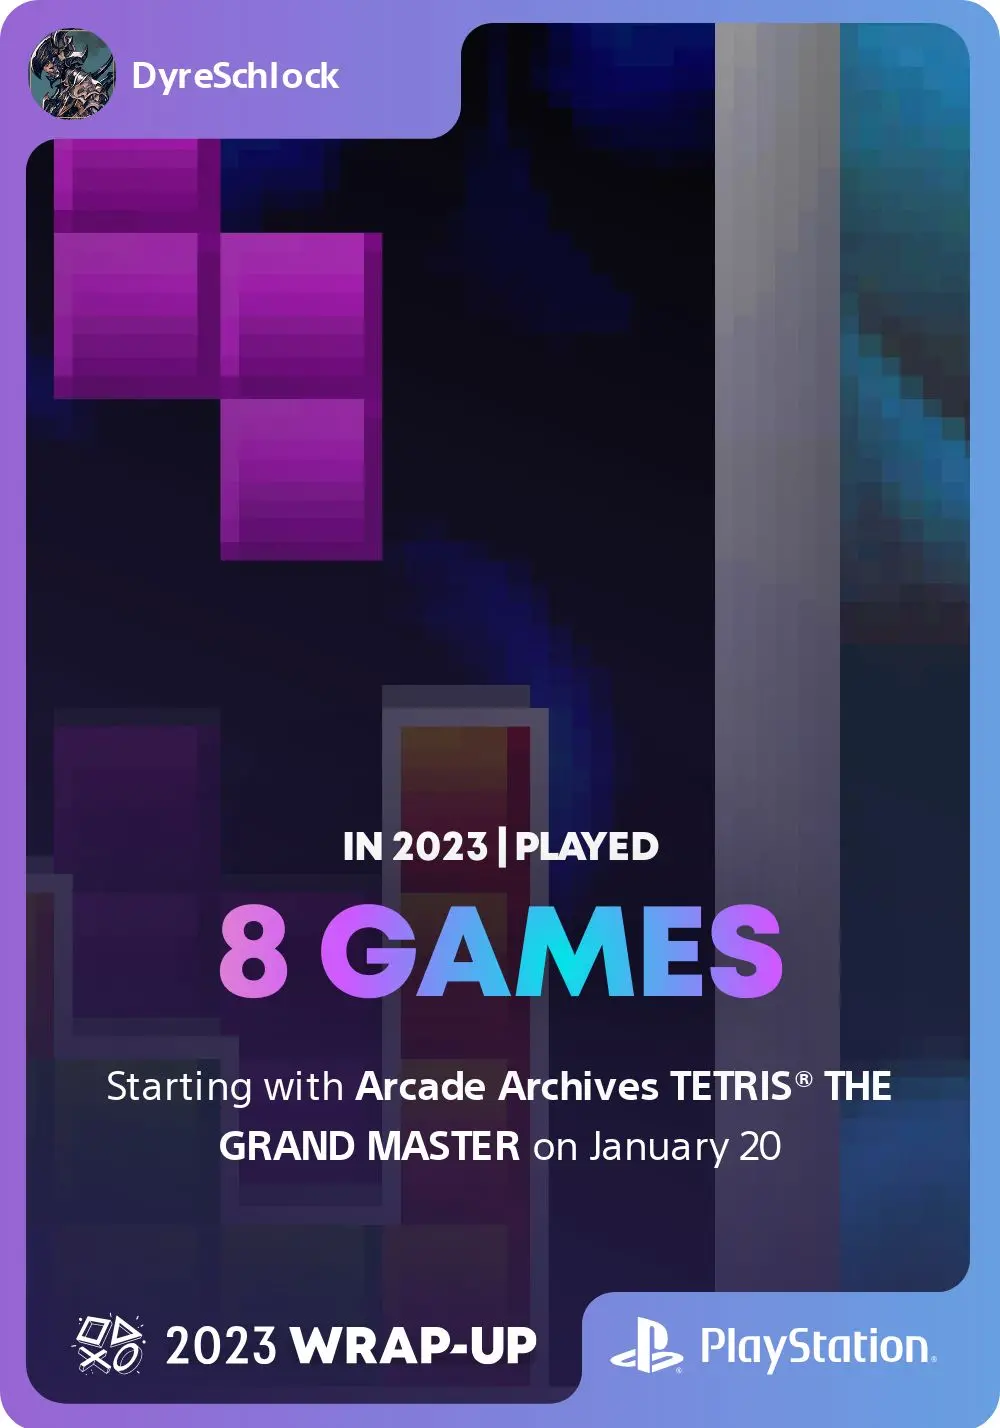 DyreSchlock
IN 2023 | PLAYED
8 GAMES
Starting with Arcade Archives TETRIS® THE
GRAND MASTER on January 20
2023 WRAP-UP
PlayStation®